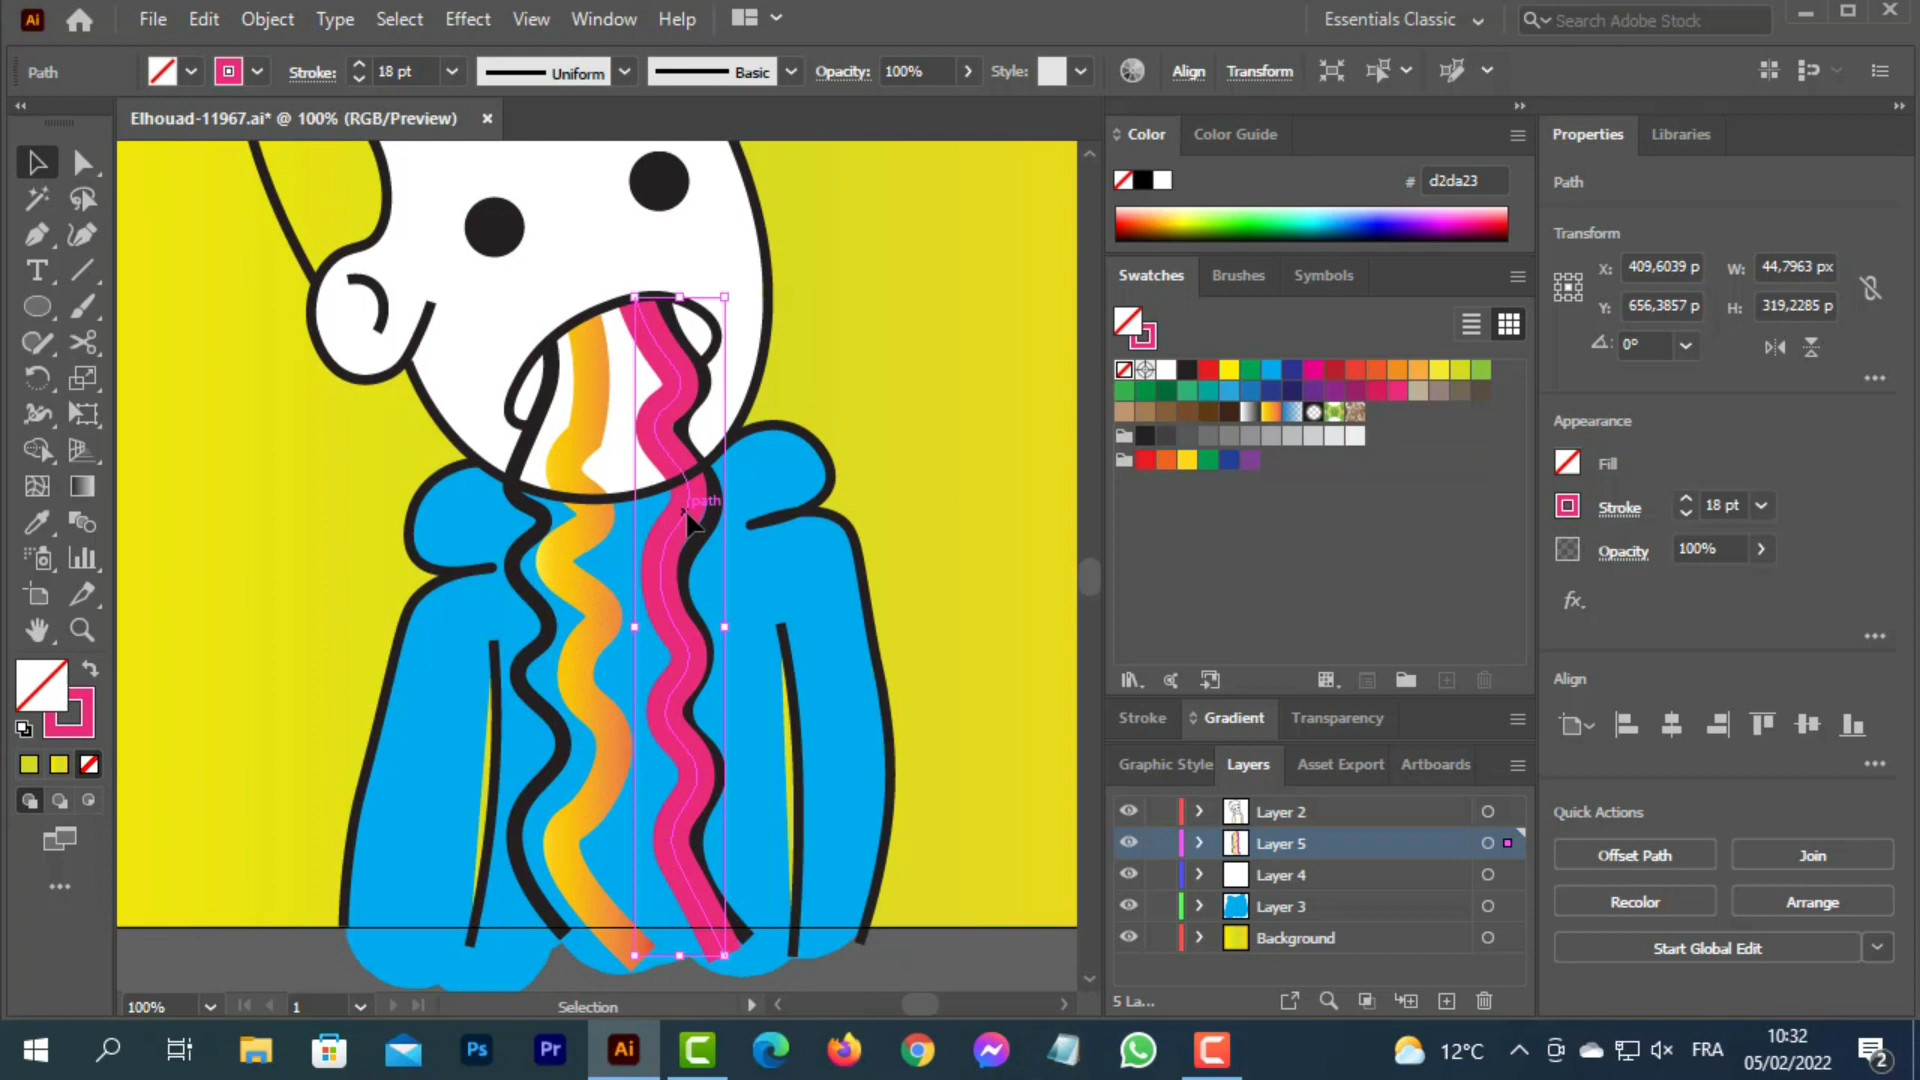 Ai File Edit Object Type Select Effect View Window Help Essentials Classic Search Adobe Stock
Path Stroke: 18 pt Uniform Basic Opacity: 100% Style: Align Transform
Elhouad-11967.ai* @ 100% (RGB/Preview)
Color Color Guide
# d2da23
Swatches Brushes Symbols
Stroke Gradient Transparency
Graphic Style Layers Asset Export Artboards
Layer 2
Layer 5
Layer 4
Layer 3
Background
5 La...
Properties Libraries
Path
Transform
X: 409,6039 p W: 44,7963 px
Y: 656,3857 p H: 319,2285 p
0°
Appearance
Fill
Stroke 18 pt
Opacity 100%
fx.
Align
Quick Actions
Offset Path Join
Recolor Arrange
Start Global Edit
path
100% 1 Selection
Ps Pr Ai 12°C FRA 10:32
05/02/2022 2